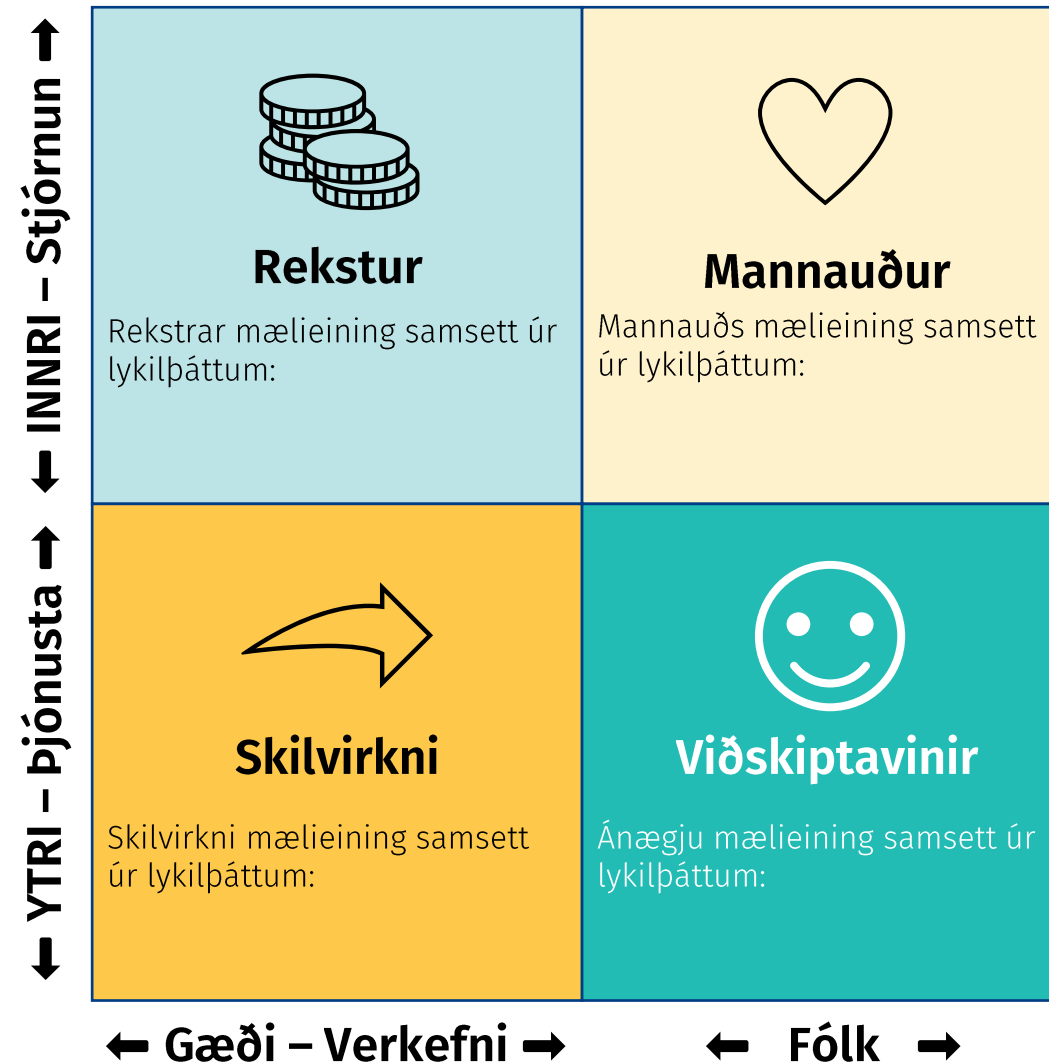 INNRI – Stjórnun
Rekstur
Rekstrar mælieining samsett úr
lykilþáttum:
Mannauður
Mannauðs mælieining samsett
úr lykilþáttum:
YTRI – Þjónusta
Skilvirkni
Skilvirkni mælieining samsett
úr lykilþáttum:
Viðskiptavinir
Ánægju mælieining samsett úr
lykilþáttum:
Gæði – Verkefni
Fólk